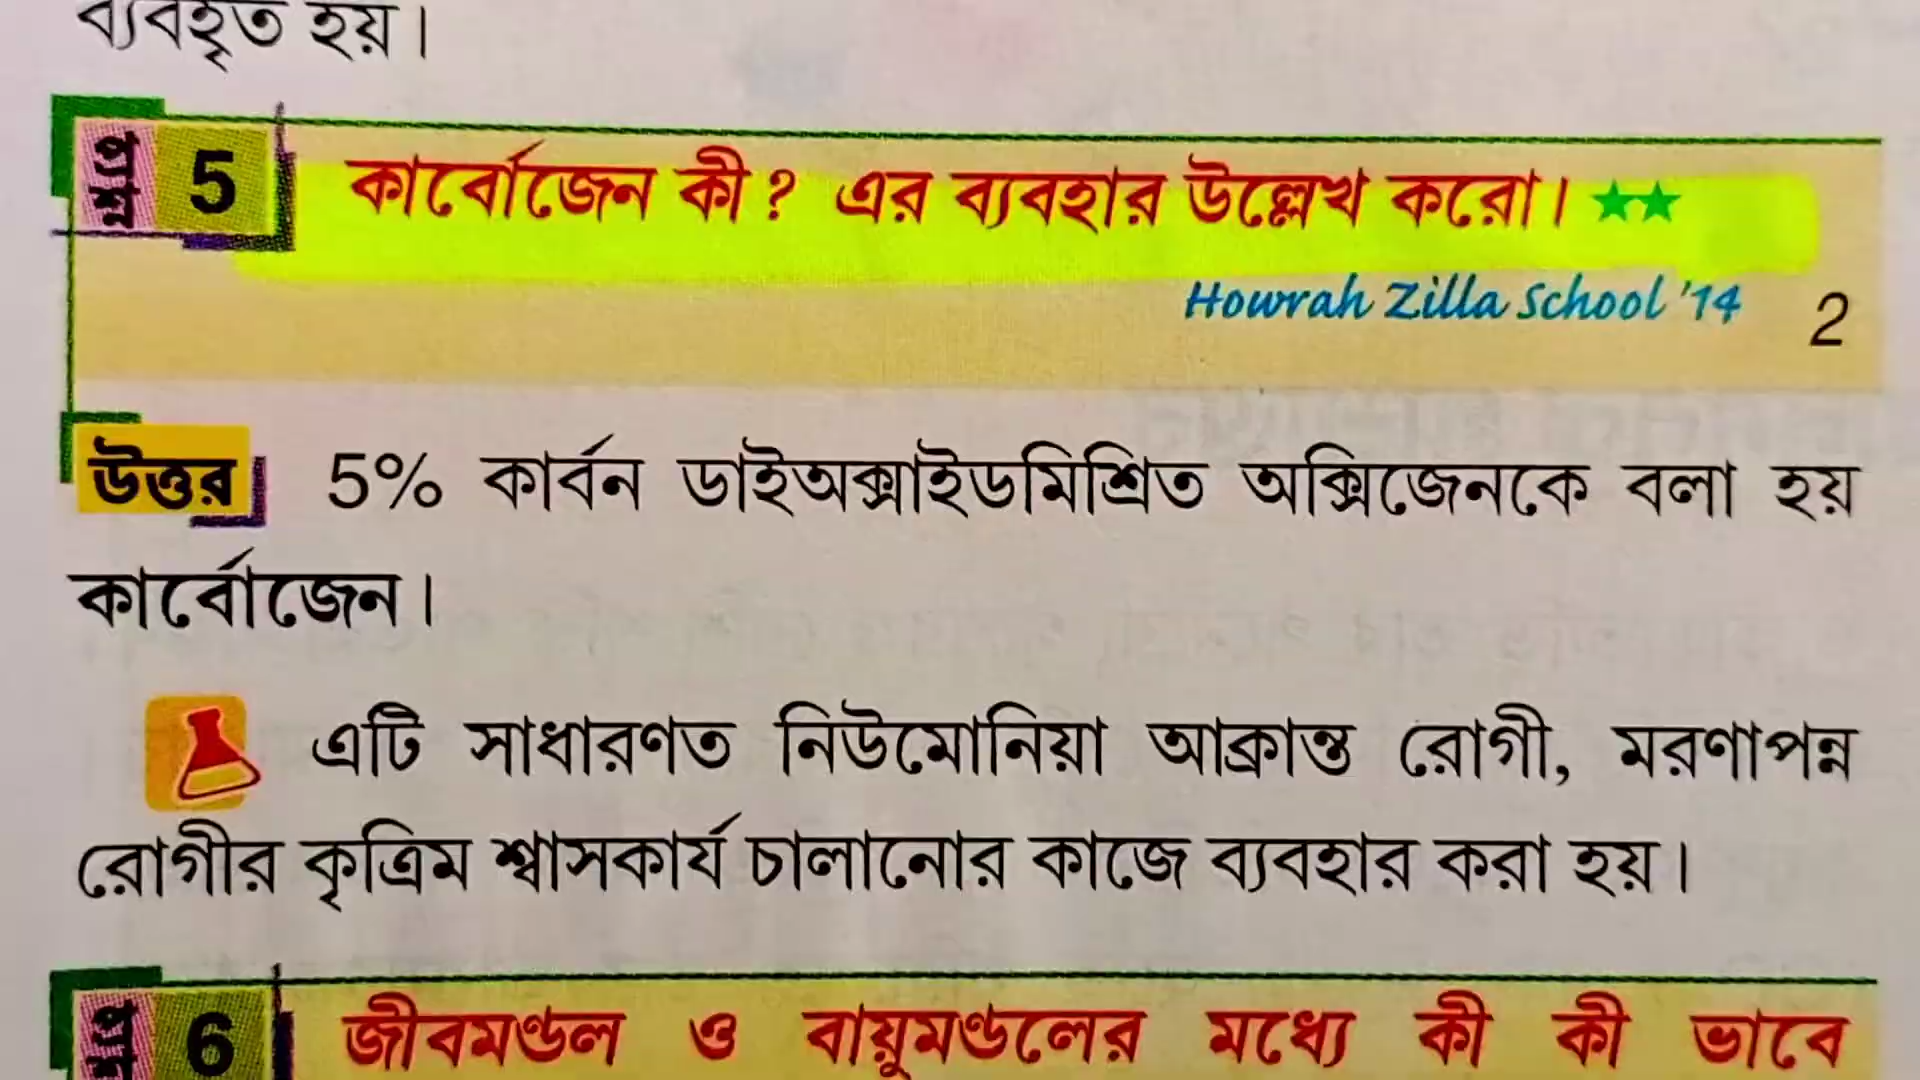 ব্যবহৃত হয়।
প্রশ্ন 5 কার্বোজেন কী? এর ব্যবহার উল্লেখ করো। ★★
Howrah Zilla School '14 2
উত্তর 5% কার্বন ডাইঅক্সাইডমিশ্রিত অক্সিজেনকে বলা হয়
কার্বোজেন।
এটি সাধারণত নিউমোনিয়া আক্রান্ত রোগী, মরণাপন্ন
রোগীর কৃত্রিম শ্বাসকার্য চালানোর কাজে ব্যবহার করা হয়।
প্রশ্ন 6 জীবমণ্ডল ও বায়ুমণ্ডলের মধ্যে কী কী ভাবে